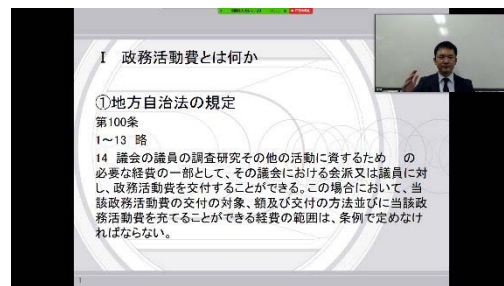 Ⅰ 政務活動費とは何か
①地方自治法の規定
第100条
1～13 略
14 議会の議員の調査研究その他の活動に資するため の
必要な経費の一部として、その議会における会派又は議員に対
し、政務活動費を交付することができる。この場合において、当
該政務活動費の交付の対象、額及び交付の方法並びに当該政
務活動費を充てることができる経費の範囲は、条例で定めなけ
ればならない。
1